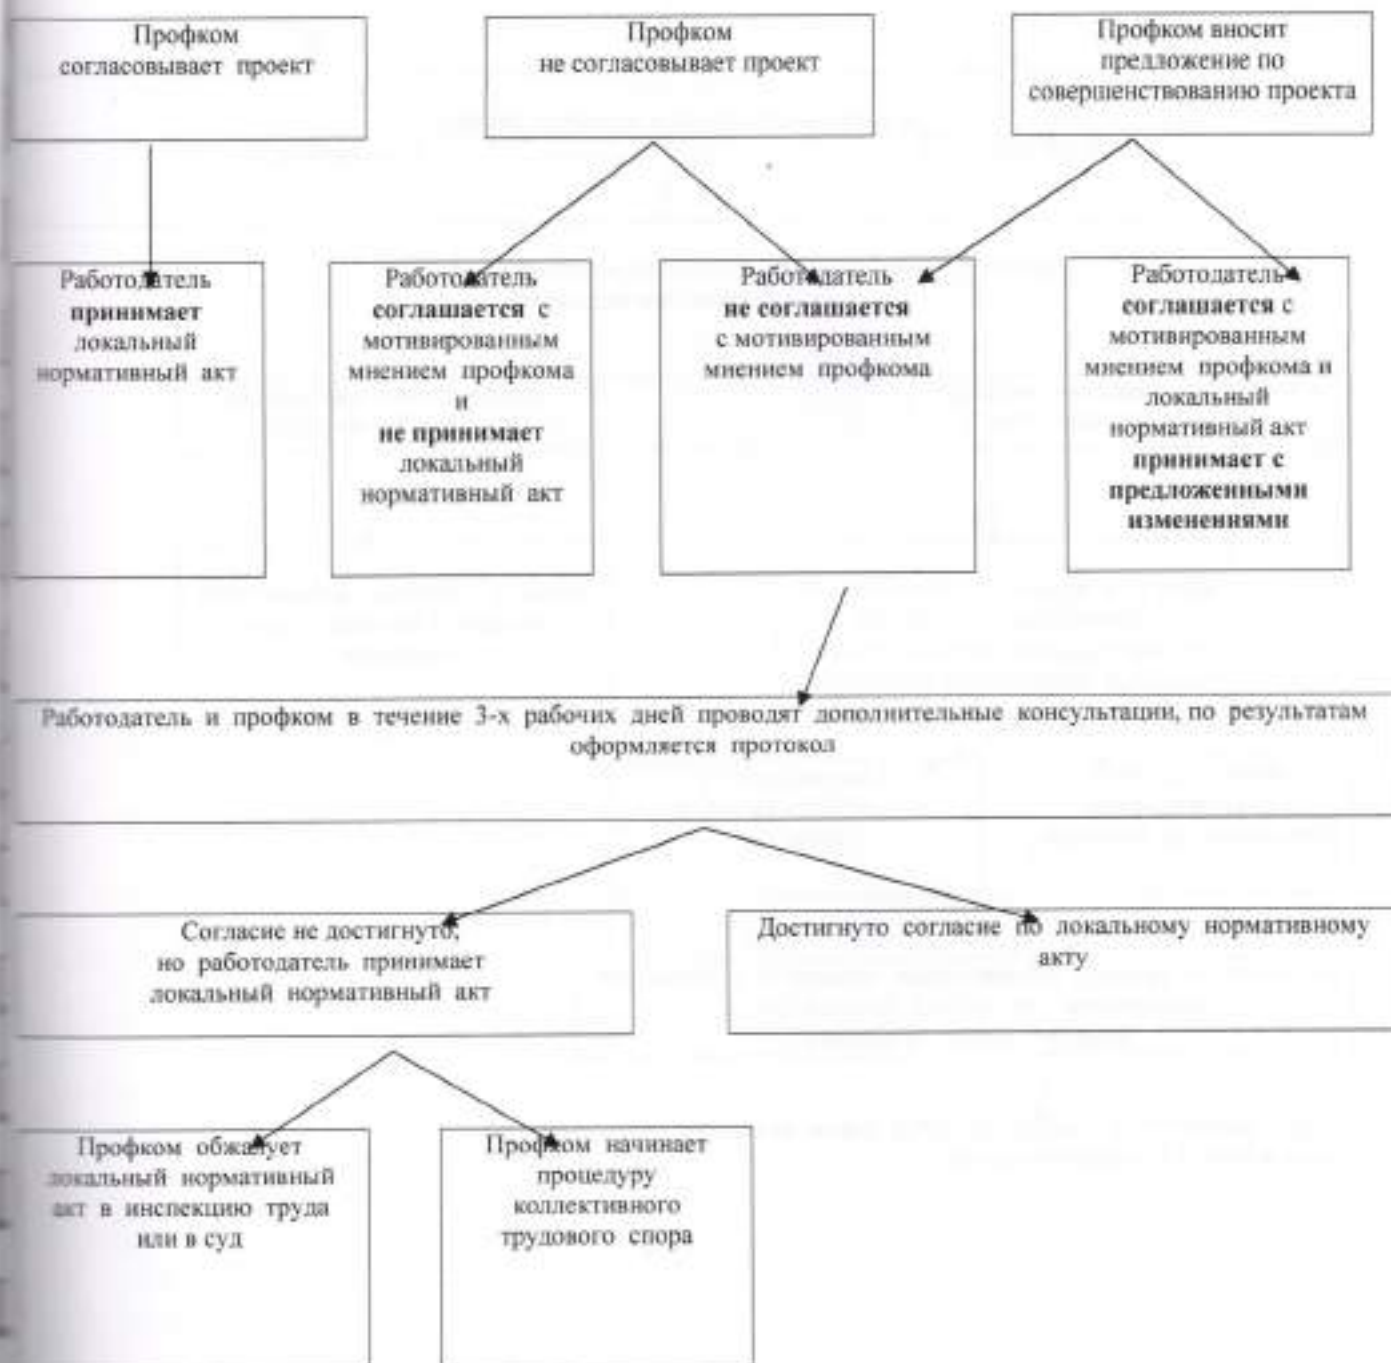 Профком
согласовывает проект
Профком
не согласовывает проект
Профком вносит
предложение по
совершенствованию проекта
Работодатель
принимает
локальный
нормативный акт
Работодатель
соглашается с
мотивированным
мнением профкома
и
не принимает
локальный
нормативный акт
Работодатель
не соглашается
с мотивированным
мнением профкома
Работодатель
соглашается с
мотивированным
мнением профкома и
локальный
нормативный акт
принимает с
предложенными
изменениями
Работодатель и профком в течение 3-х рабочих дней проводят дополнительные консультации, по результатам
оформляется протокол
Согласие не достигнуто,
но работодатель принимает
локальный нормативный акт
Достигнуто согласие по локальному нормативному
акту
Профком обжалует
локальный нормативный
акт в инспекцию труда
или в суд
Профком начинает
процедуру
коллективного
трудового спора